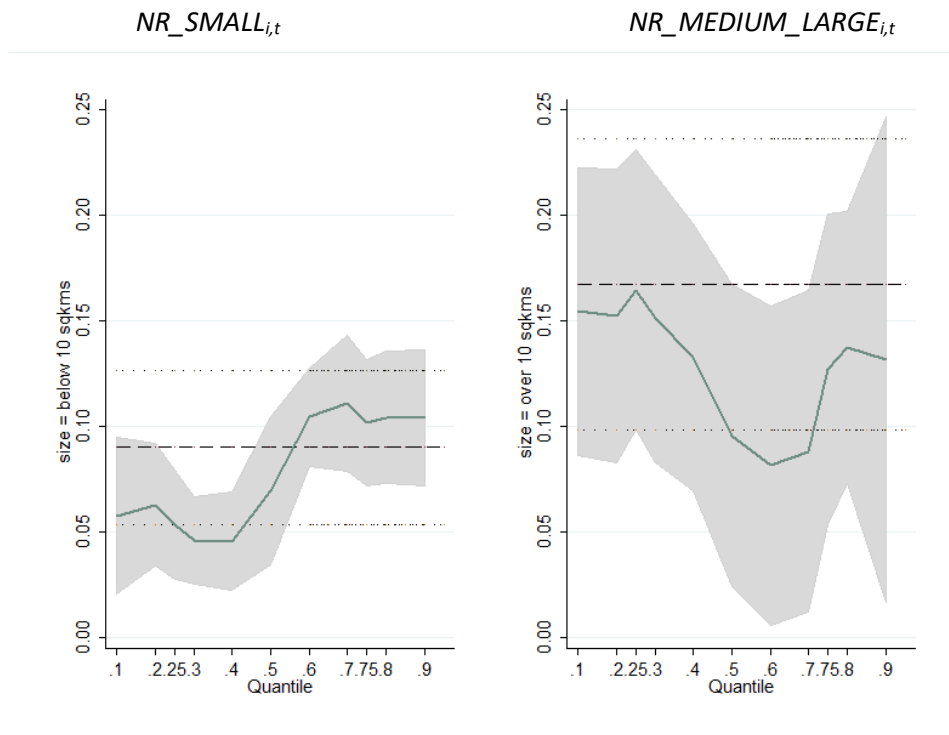 NR_SMALLi,t
NR_MEDIUM_LARGEi,t
size = below 10 sqkms
0.00 0.05 0.10 0.15 0.20 0.25
.1 .2 .25 .3 .4 .5 .6 .7 .75 .8 .9
Quantile
size = over 10 sqkms
0.00 0.05 0.10 0.15 0.20 0.25
.1 .2 .25 .3 .4 .5 .6 .7 .75 .8 .9
Quantile